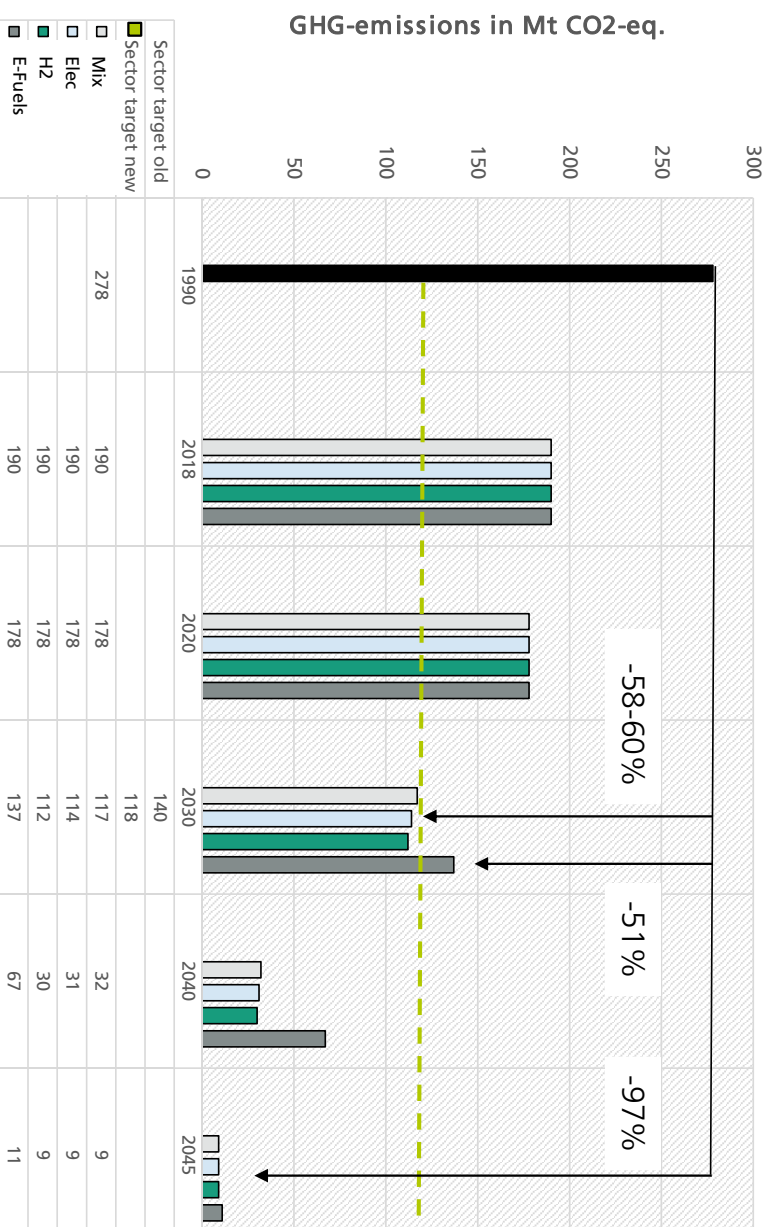 GHG-emissions in Mt CO2-eq.
300
250
200
150
100
50
0
-58-60%
-51%
-97%
1990 2018 2020 2030 2040 2045
Sector target old 140
Sector target new 118
Mix 278 190 178 117 32 9
Elec 190 178 114 31 9
H2 190 178 112 30 9
E-Fuels 190 178 137 67 11